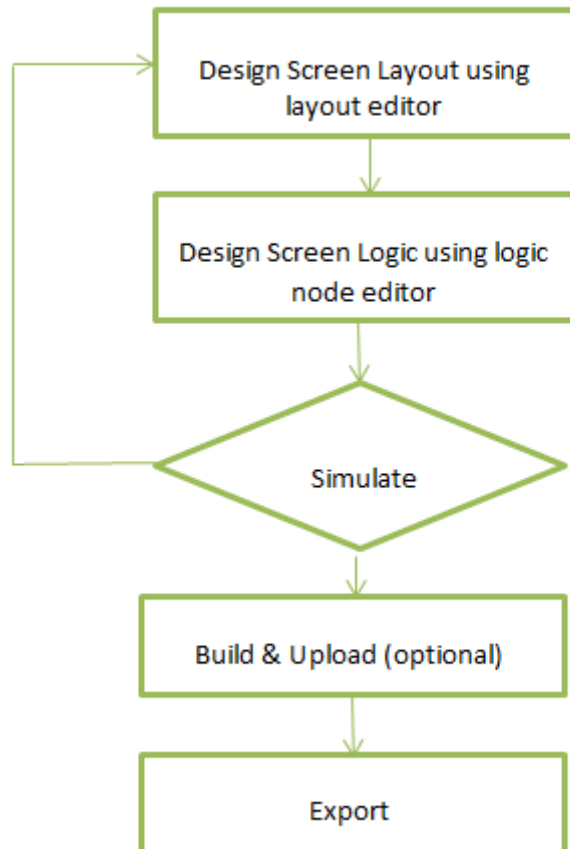 Design Screen Layout using
layout editor
Design Screen Logic using logic
node editor
Simulate
Build & Upload (optional)
Export